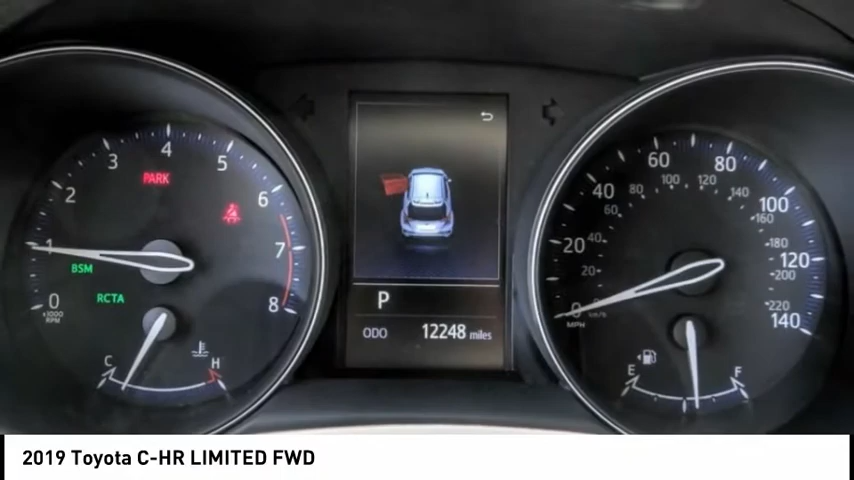 0
1
2
3
4
5
6
7
8
x1000
RPM
PARK
BSM
RCTA
C
H
P
ODO 12248 miles
0
20
40
60
80
100
120
140
20
40
60
80
100
120
140
160
180
200
220
MPH
km/h
E
F
2019 Toyota C-HR LIMITED FWD